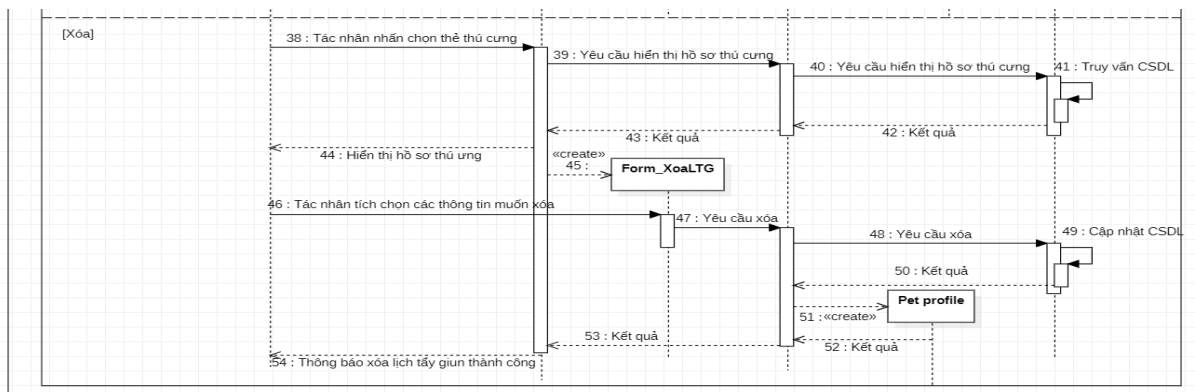 [Xóa]
38 : Tác nhân nhấn chọn thẻ thú cưng
39 : Yêu cầu hiển thị hồ sơ thú cưng
40 : Yêu cầu hiển thị hồ sơ thú cưng
41 : Truy vấn CSDL
42 : Kết quả
43 : Kết quả
44 : Hiển thị hồ sơ thú ưng
«create»
45 :
Form_XoaLTG
46 : Tác nhân tích chọn các thông tin muốn xóa
47 : Yêu cầu xóa
48 : Yêu cầu xóa
49 : Cập nhật CSDL
50 : Kết quả
Pet profile
51 : «create»
52 : Kết quả
53 : Kết quả
54 : Thông báo xóa lịch tẩy giun thành công